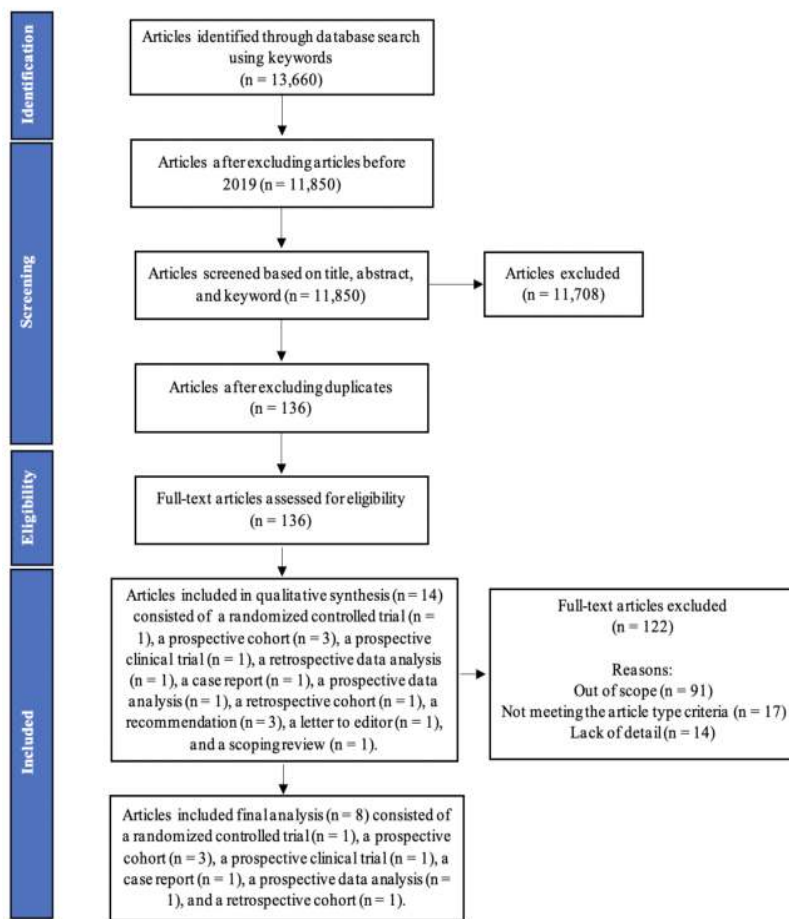 Identification
Articles identified through database search
using keywords
(n = 13,660)
Screening
Articles after excluding articles before
2019 (n = 11,850)
Articles screened based on title, abstract,
and keyword (n = 11,850)
Articles excluded
(n = 11,708)
Articles after excluding duplicates
(n = 136)
Eligibility
Full-text articles assessed for eligibility
(n = 136)
Included
Articles included in qualitative synthesis (n = 14)
consisted of a randomized controlled trial (n =
1), a prospective cohort (n = 3), a prospective
clinical trial (n = 1), a retrospective data analysis
(n = 1), a case report (n = 1), a prospective data
analysis (n = 1), a retrospective cohort (n = 1), a
recommendation (n = 3), a letter to editor (n = 1),
and a scoping review (n = 1).
Full-text articles excluded
(n = 122)
Reasons:
Out of scope (n = 91)
Not meeting the article type criteria (n = 17)
Lack of detail (n = 14)
Articles included final analysis (n = 8) consisted of
a randomized controlled trial (n = 1), a prospective
cohort (n = 3), a prospective clinical trial (n = 1), a
case report (n = 1), a prospective data analysis (n =
1), and a retrospective cohort (n = 1).